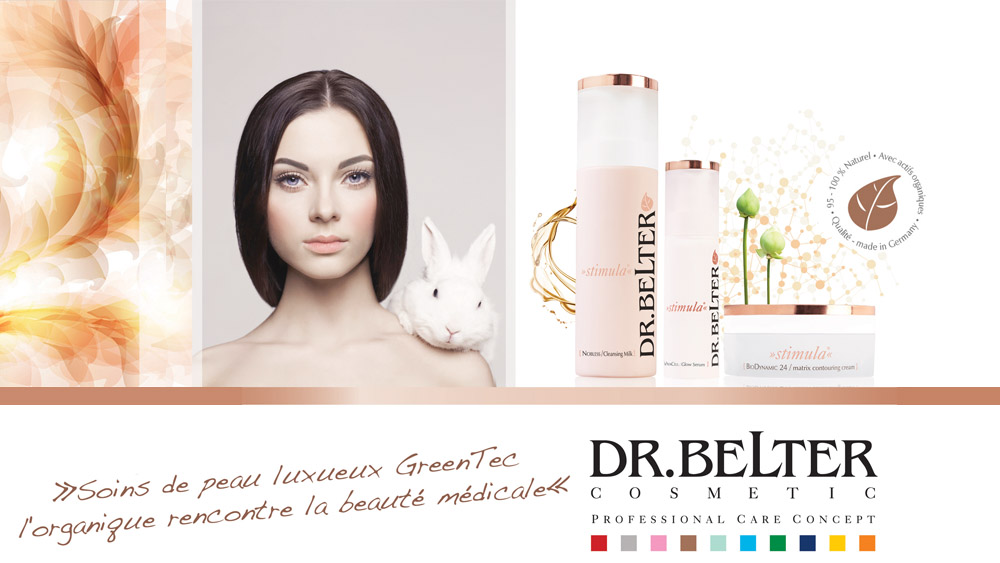 95 - 100 % Naturel • Avec actifs organiques • Qualité - made in Germany •
»stimula«
DR.BELTER
[ Noblesse/Cleansing Milk ]
»stimula«
DR.BELTER
/Glow Serum ]
»stimula«
[ BioDynamic 24 / matrix contouring cream ]
»Soins de peau luxueux GreenTec
l'organique rencontre la beauté médicale«
DR.BELTER
COSMETIC
Professional Care Concept